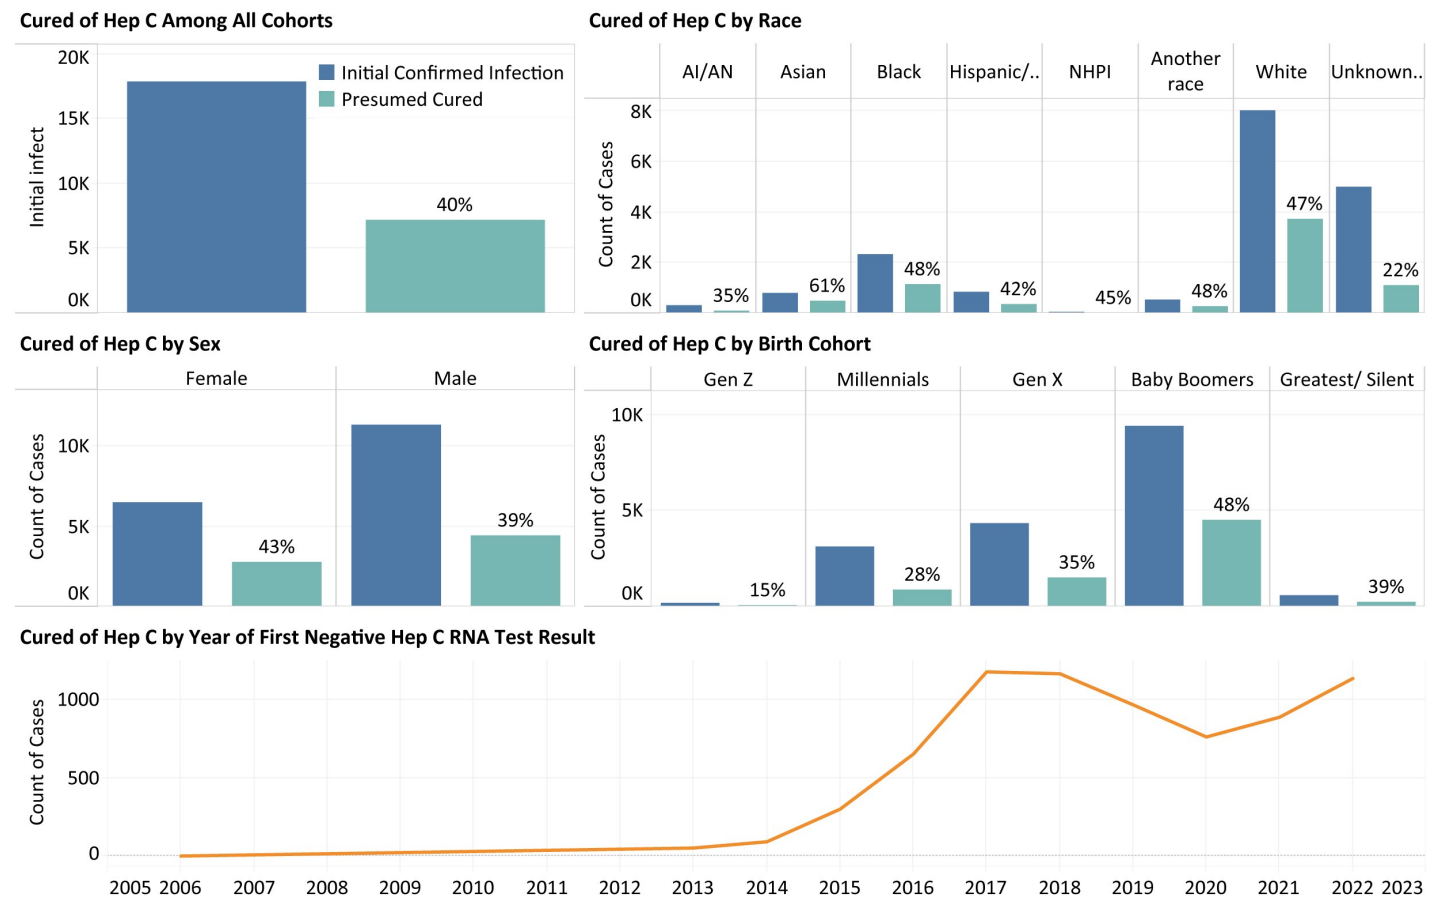 Cured of Hep C Among All Cohorts
20K
15K
10K
5K
0K
Initial infect
Initial Confirmed Infection
Presumed Cured
40%
Cured of Hep C by Race
AI/AN
Asian
Black
Hispanic/..
NHPI
Another
race
White
Unknown..
8K
6K
4K
2K
0K
Count of Cases
35%
61%
48%
42%
45%
48%
47%
22%
Cured of Hep C by Sex
Female
Male
10K
5K
0K
Count of Cases
43%
39%
Cured of Hep C by Birth Cohort
Gen Z
Millennials
Gen X
Baby Boomers
Greatest/ Silent
10K
5K
0K
Count of Cases
15%
28%
35%
48%
39%
Cured of Hep C by Year of First Negative Hep C RNA Test Result
1000
500
0
Count of Cases
2005 2006 2007 2008 2009 2010 2011 2012 2013 2014 2015 2016 2017 2018 2019 2020 2021 2022 2023